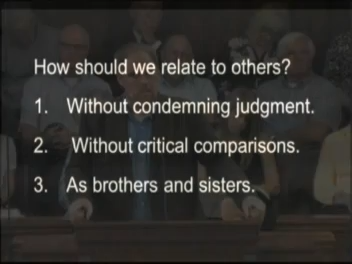 How should we relate to others?
1. Without condemning judgment.
2. Without critical comparisons.
3. As brothers and sisters.